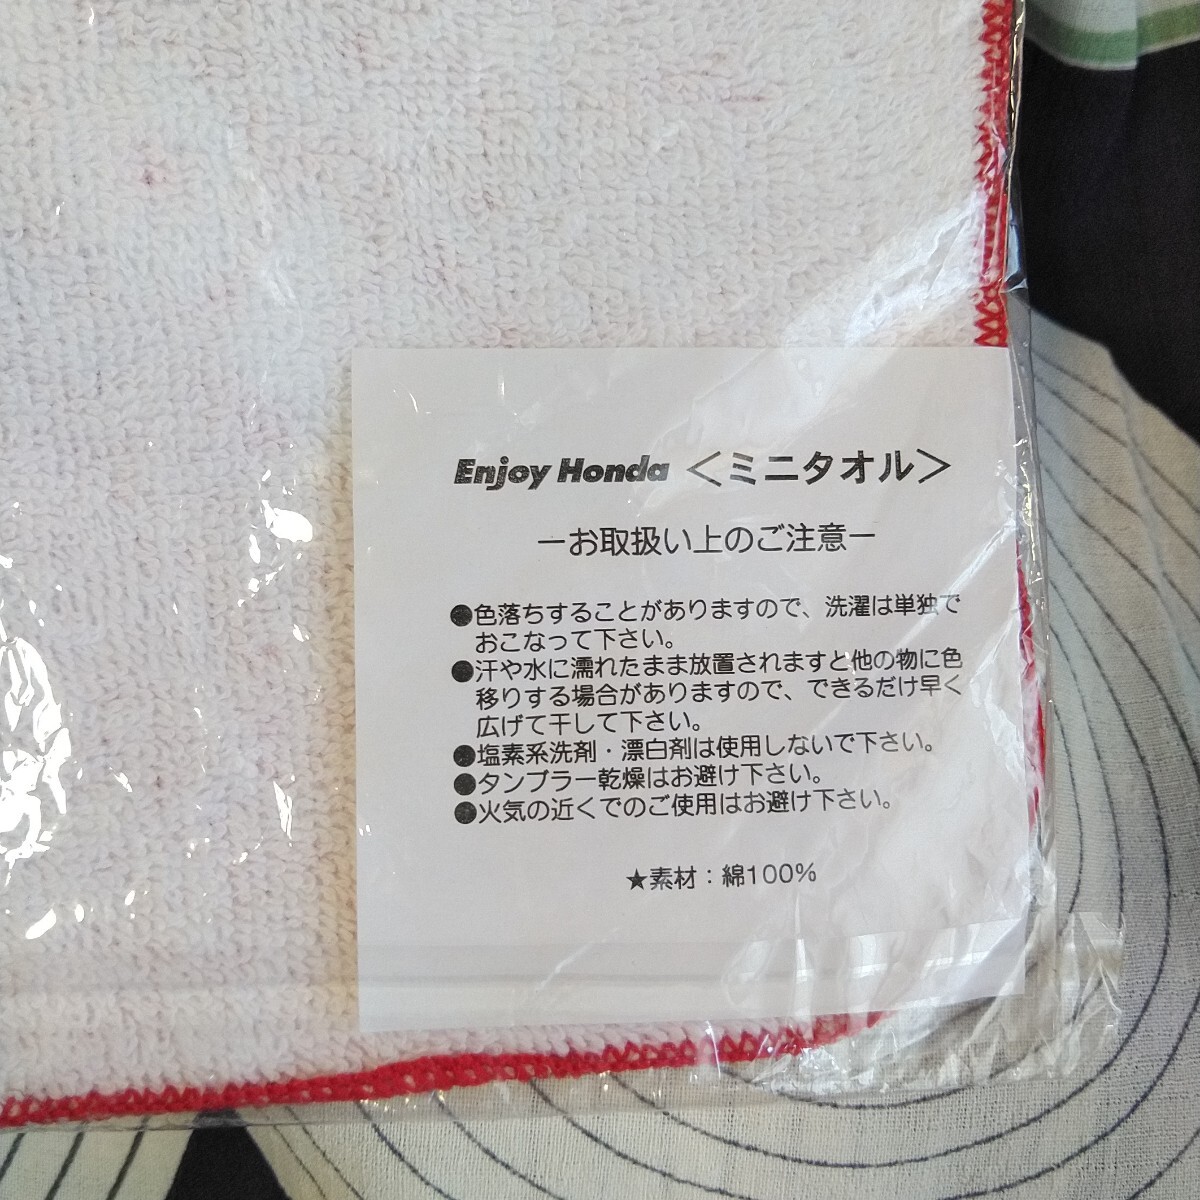 Enjoy Honda ＜ミニタオル＞
ーお取扱い上のご注意ー
●色落ちすることがありますので、洗濯は単独で
おこなって下さい。
●汗や水に濡れたまま放置されますと他の物に色
移りする場合がありますので、できるだけ早く
広げて干して下さい。
●塩素系洗剤・漂白剤は使用しないで下さい。
●タンブラー乾燥はお避け下さい。
●火気の近くでのご使用はお避け下さい。
★素材：綿100%